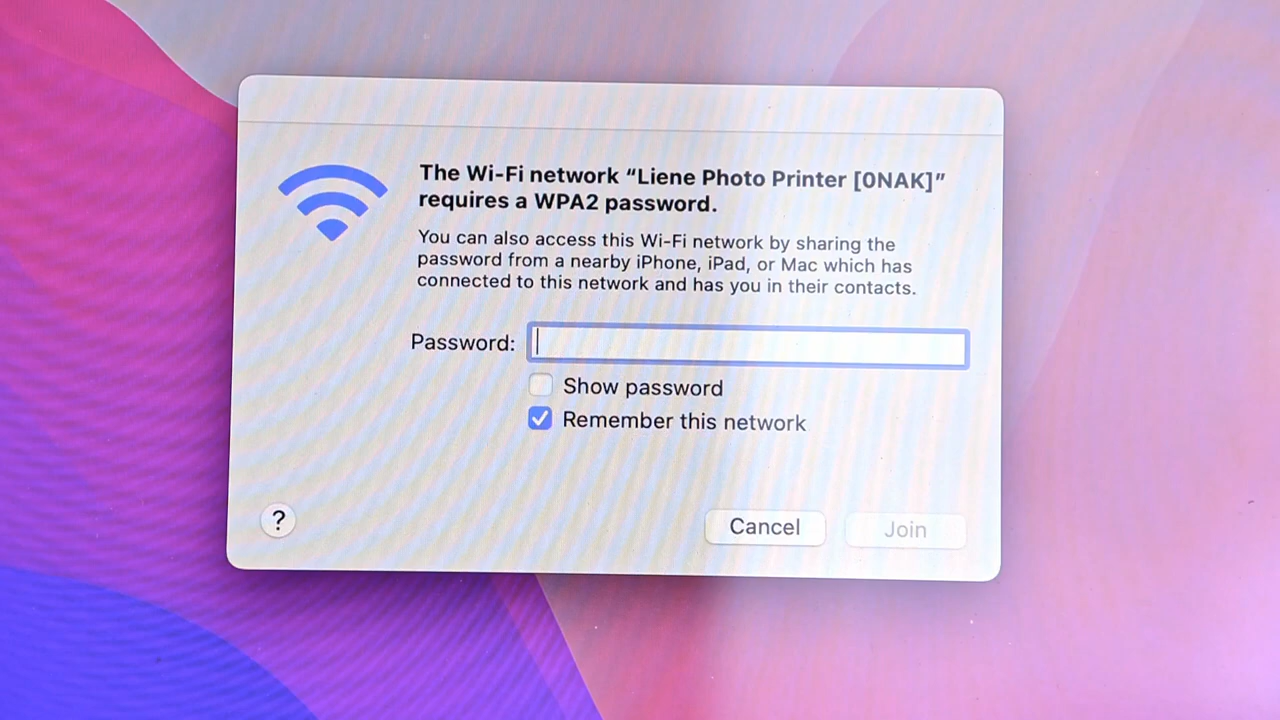 The Wi-Fi network “Liene Photo Printer [0NAK]”
requires a WPA2 password.
You can also access this Wi-Fi network by sharing the
password from a nearby iPhone, iPad, or Mac which has
connected to this network and has you in their contacts.
Password:
Show password
Remember this network
?
Cancel
Join